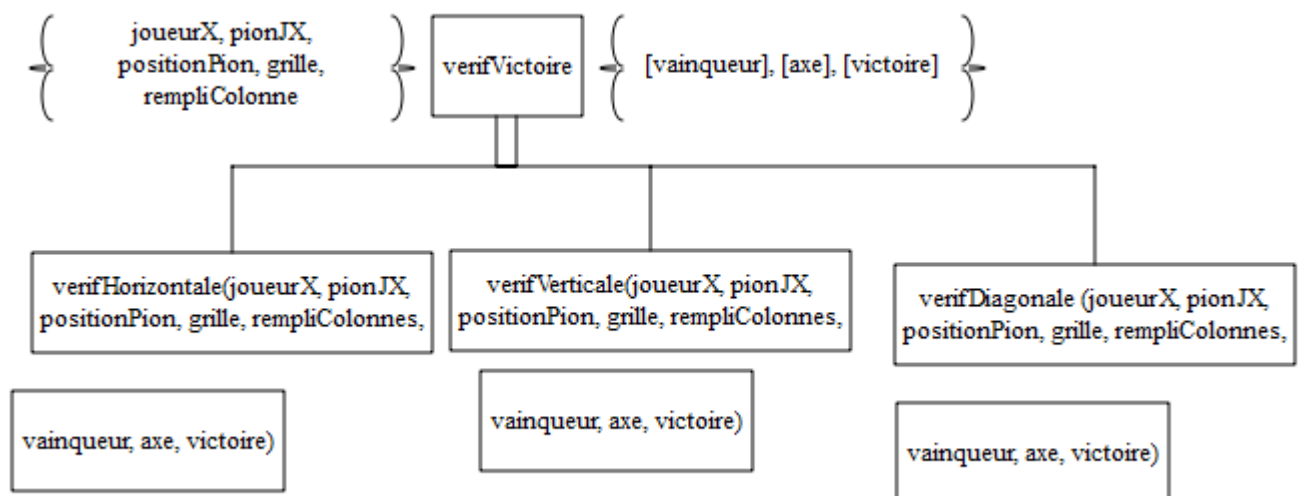 joueurX, pionJX,
positionPion, grille,
rempliColonne
verifVictoire
[vainqueur], [axe], [victoire]
verifHorizontale(joueurX, pionJX,
positionPion, grille, rempliColonnes,
vainqueur, axe, victoire)
verifVerticale(joueurX, pionJX,
positionPion, grille, rempliColonnes,
vainqueur, axe, victoire)
verifDiagonale (joueurX, pionJX,
positionPion, grille, rempliColonnes,
vainqueur, axe, victoire)